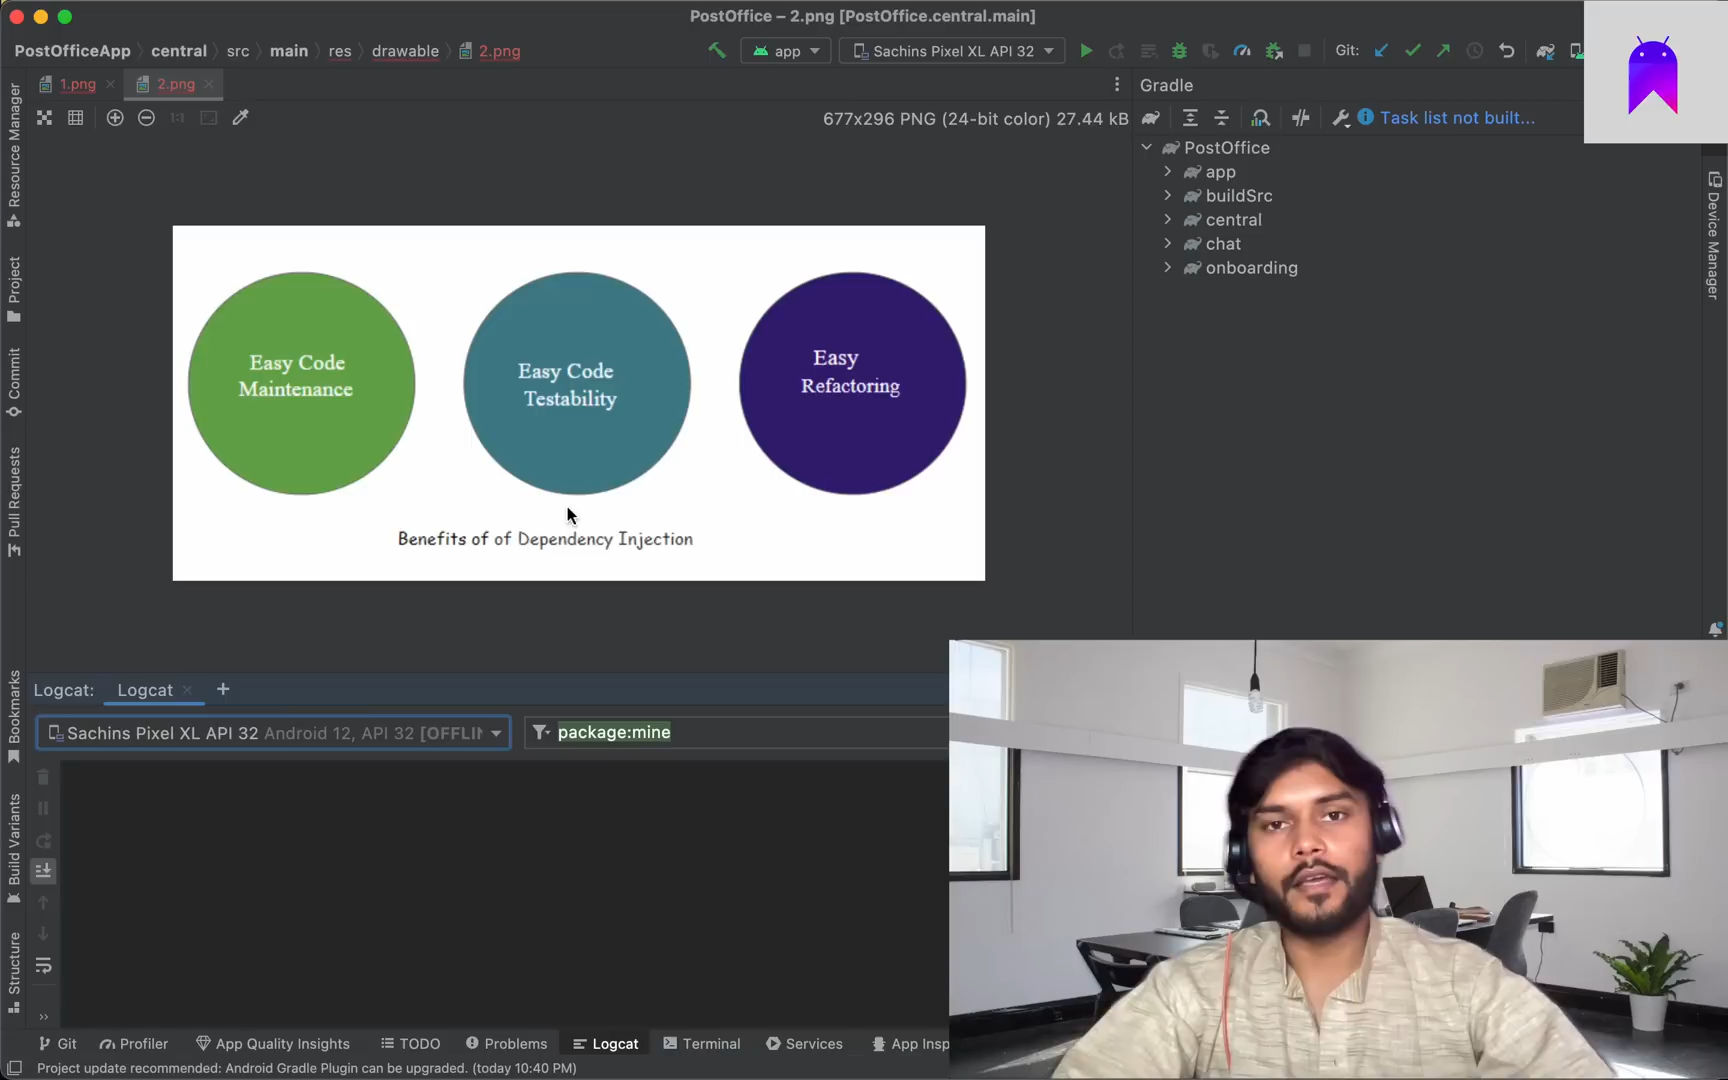 PostOffice – 2.png [PostOffice.central.main]
PostOfficeApp
central
src
main
res
drawable
2.png
app
Sachins Pixel XL API 32
Git:
1.png
2.png
Gradle
1:1
677x296 PNG (24-bit color) 27.44 kB
Task list not built...
PostOffice
app
buildSrc
central
chat
onboarding
Resource Manager
Project
Commit
Pull Requests
Bookmarks
Build Variants
Structure
Device Manager
Easy Code
Maintenance
Easy Code
Testability
Easy
Refactoring
Benefits of of Dependency Injection
Logcat:
Logcat
Sachins Pixel XL API 32 Android 12, API 32 [OFFLIN
package:mine
Git
Profiler
App Quality Insights
TODO
Problems
Logcat
Terminal
Services
App Insp
Project update recommended: Android Gradle Plugin can be upgraded. (today 10:40 PM)